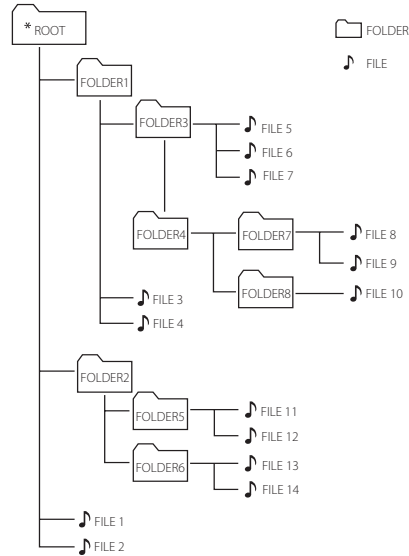 * ROOT
FOLDER
FILE
FOLDER1
FOLDER3
FILE 5
FILE 6
FILE 7
FOLDER4
FOLDER7
FILE 8
FILE 9
FOLDER8
FILE 10
FILE 3
FILE 4
FOLDER2
FOLDER5
FILE 11
FILE 12
FOLDER6
FILE 13
FILE 14
FILE 1
FILE 2